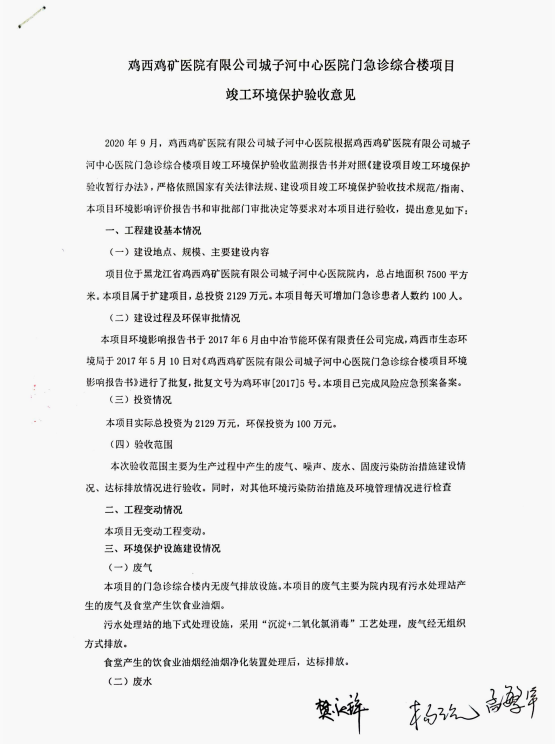 鸡西鸡矿医院有限公司城子河中心医院门急诊综合楼项目
竣工环境保护验收意见
2020 年 9 月，鸡西鸡矿医院有限公司城子河中心医院根据鸡西鸡矿医院有限公司城子
河中心医院门急诊综合楼项目竣工环境保护验收监测报告书并对照《建设项目竣工环境保护
验收暂行办法》，严格依照国家有关法律法规、建设项目竣工环境保护验收技术规范/指南、
本项目环境影响评价报告书和审批部门审批决定等要求对本项目进行验收，提出意见如下：
一、工程建设基本情况
（一）建设地点、规模、主要建设内容
项目位于黑龙江省鸡西鸡矿医院有限公司城子河中心医院院内，总占地面积 7500 平方
米。本项目属于扩建项目，总投资 2129 万元。本项目每天可增加门诊患者人数约 100 人。
（二）建设过程及环保审批情况
本项目环境影响报告书于 2017 年 6 月由中冶节能环保有限责任公司完成，鸡西市生态环
境局于 2017 年 5 月 10 日对《鸡西鸡矿医院有限公司城子河中心医院门急诊综合楼项目环境
影响报告书》进行了批复，批复文号为鸡环审[2017]5 号。本项目已完成风险应急预案备案。
（三）投资情况
本项目实际总投资为 2129 万元，环保投资为 100 万元。
（四）验收范围
本次验收范围主要为生产过程中产生的废气、噪声、废水、固废污染防治措施建设情
况、达标排放情况进行验收。同时，对其他环境污染防治措施及环境管理情况进行检查
二、工程变动情况
本项目无变动工程变动。
三、环境保护设施建设情况
（一）废气
本项目的门急诊综合楼内无废气排放设施。本项目的废气主要为院内现有污水处理站产
生的废气及食堂产生饮食业油烟。
污水处理站的地下式处理设施，采用“沉淀+二氧化氯消毒”工艺处理，废气经无组织
方式排放。
食堂产生的饮食业油烟经油烟净化装置处理后，达标排放。
（二）废水